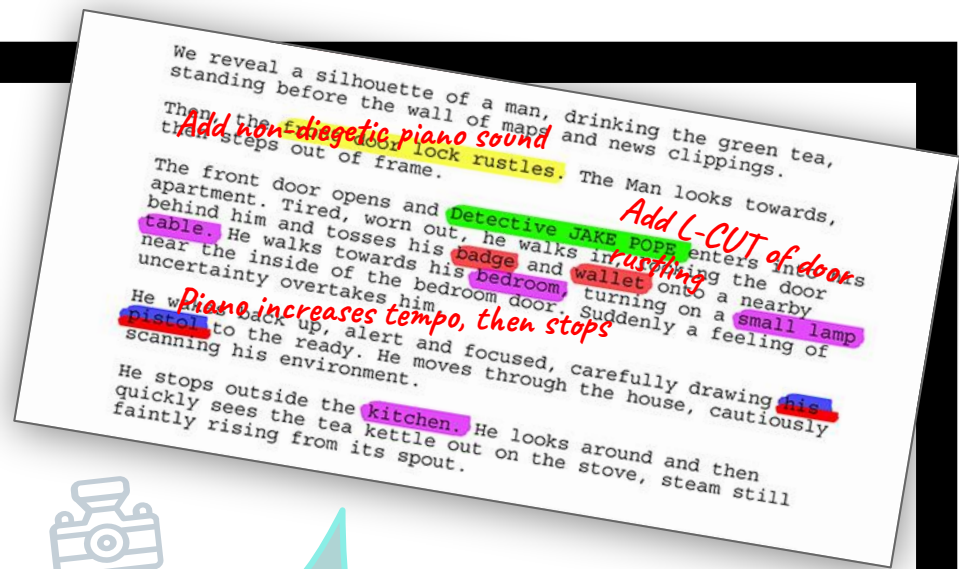 We reveal a silhouette of a man, drinking the green tea,
standing before the wall of maps and news clippings.
Add non-diegetic piano sound
Then, the front door lock rustles. The Man looks towards,
then steps out of frame.
Add L-CUT of door
rustling
The front door opens and Detective JAKE POPE enters
apartment. Tired, worn out, he walks in the door
behind him and tosses his badge and wallet onto a nearby
table. He walks towards his bedroom, turning on a small lamp
near the inside of the bedroom door. Suddenly a feeling of
uncertainty overtakes him.
Piano increases tempo, then stops
He back up, alert and focused, carefully drawing his
pistol to the ready. He moves through the house, cautiously
scanning his environment.
He stops outside the kitchen. He looks around and then
quickly sees the tea kettle out on the stove, steam still
faintly rising from its spout.